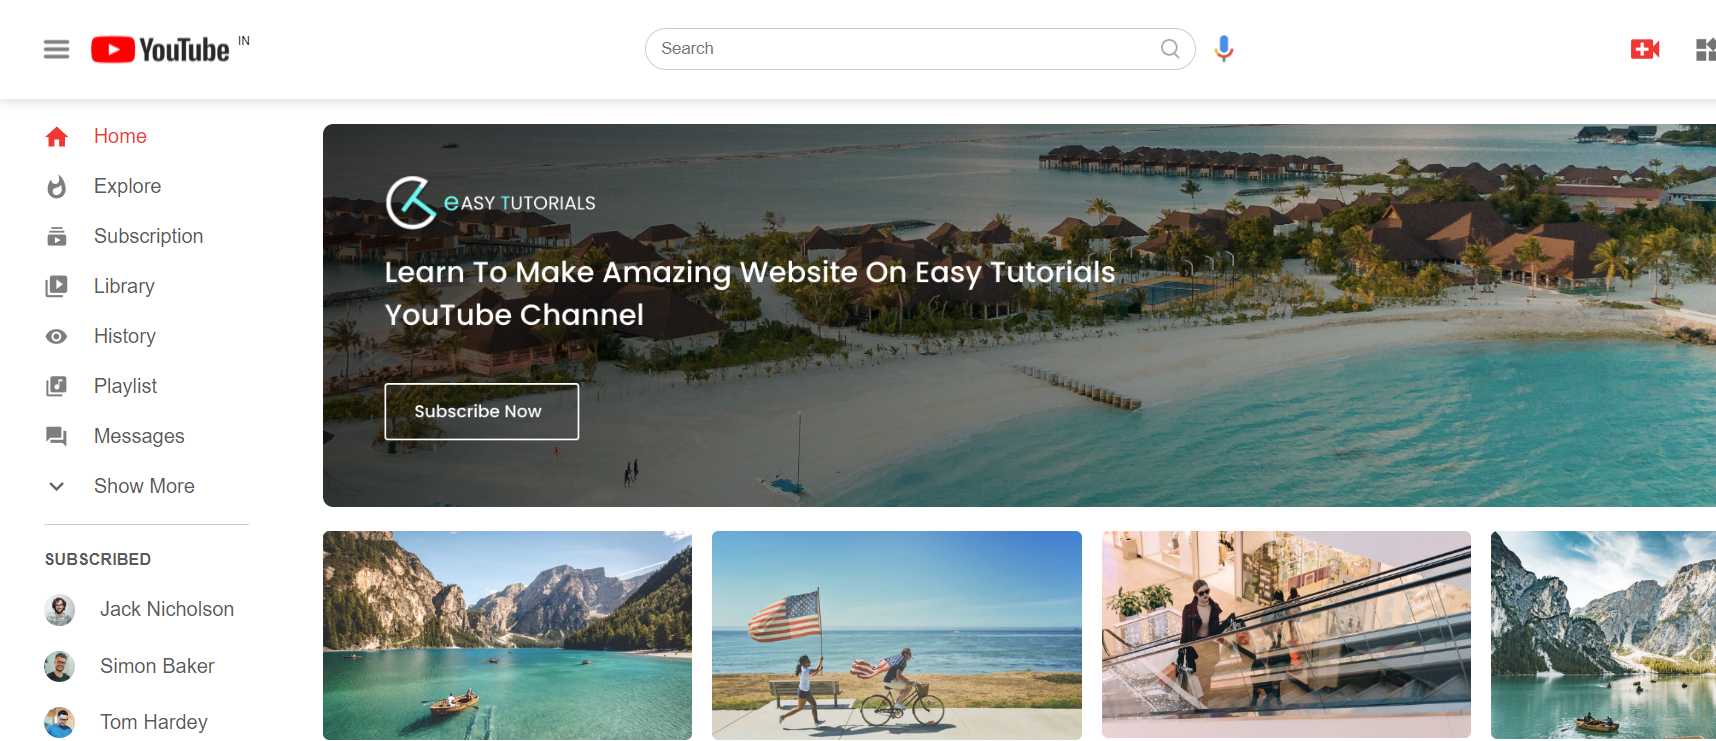 YouTube IN
Search
Home
Explore
Subscription
Library
History
Playlist
Messages
Show More
SUBSCRIBED
Jack Nicholson
Simon Baker
Tom Hardey
eASY TUTORIALS
Learn To Make Amazing Website On Easy Tutorials
YouTube Channel
Subscribe Now